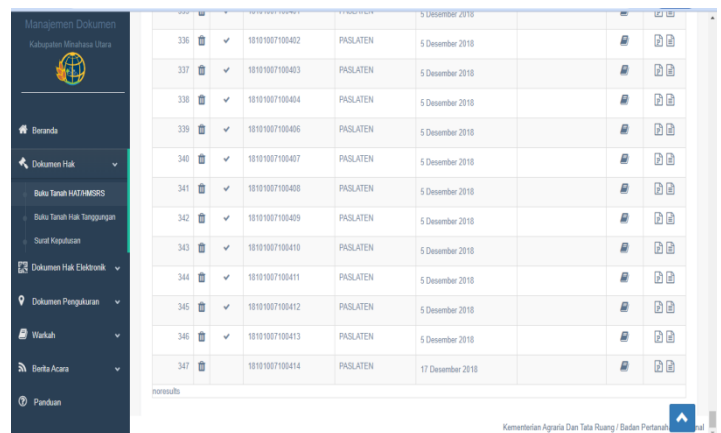 Manajemen Dokumen
Kabupaten Minahasa Utara
Beranda
Dokumen Hak
Buku Tanah HAT/HMSRS
Buku Tanah Hak Tanggungan
Surat Keputusan
Dokumen Hak Elektronik
Dokumen Pengukuran
Warkah
Berita Acara
Panduan
5 Desember 2018
336 18101007100402 PASLATEN 5 Desember 2018
337 18101007100403 PASLATEN 5 Desember 2018
338 18101007100404 PASLATEN 5 Desember 2018
339 18101007100406 PASLATEN 5 Desember 2018
340 18101007100407 PASLATEN 5 Desember 2018
341 18101007100408 PASLATEN 5 Desember 2018
342 18101007100409 PASLATEN 5 Desember 2018
343 18101007100410 PASLATEN 5 Desember 2018
344 18101007100411 PASLATEN 5 Desember 2018
345 18101007100412 PASLATEN 5 Desember 2018
346 18101007100413 PASLATEN 5 Desember 2018
347 18101007100414 PASLATEN 17 Desember 2018
noresults
Kementerian Agraria Dan Tata Ruang / Badan